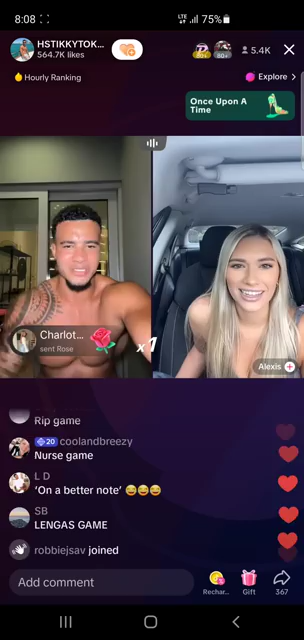 8:08
LTE
75%
HSTIKKYTOK...
564.7K likes
80+
5.4K
Hourly Ranking
Explore
Once Upon A
Time
Charlot...
sent Rose
x1
Alexis
Rip game
20 coolandbreezy
Nurse game
L D
‘On a better note’ 😂😂😂
SB
LENGAS GAME
robbiejsav joined
Add comment
Rechar...
Gift
367